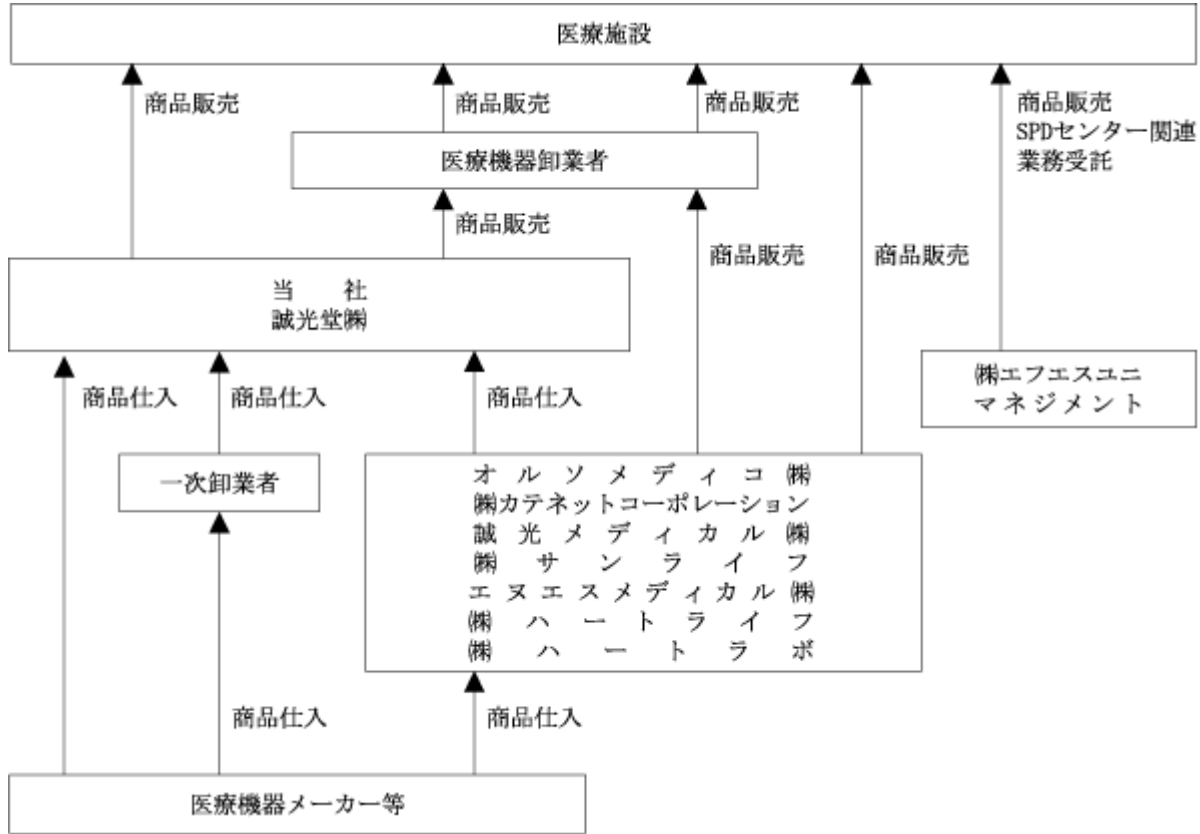 医療施設
商品販売
商品販売
商品販売
商品販売
SPDセンター関連
業務受託
医療機器卸業者
商品販売
商品販売
商品販売
当 社
誠光堂㈱
㈱エフエスユニ
マネジメント
商品仕入
商品仕入
商品仕入
一次卸業者
オルソメディコ㈱
㈱カテネットコーポレーション
誠光メディカル㈱
㈱サンライフ
エヌエスメディカル㈱
㈱ハートライフ
㈱ハートラボ
商品仕入
商品仕入
医療機器メーカー等